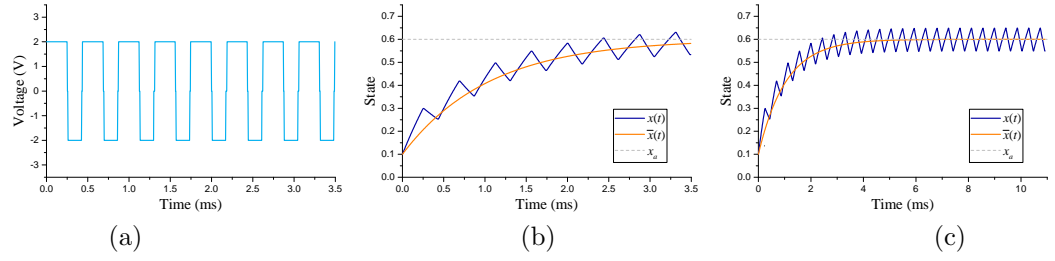 3
2
1
0
-1
-2
-3
Voltage (V)
0.0 0.5 1.0 1.5 2.0 2.5 3.0 3.5
Time (ms)
(a)
0.7
0.6
0.5
0.4
0.3
0.2
0.1
State
x(t)
x̅(t)
xₐ
0.0 0.5 1.0 1.5 2.0 2.5 3.0 3.5
Time (ms)
(b)
0.7
0.6
0.5
0.4
0.3
0.2
0.1
0.0
State
x(t)
x̅(t)
xₐ
0 2 4 6 8 10
Time (ms)
(c)